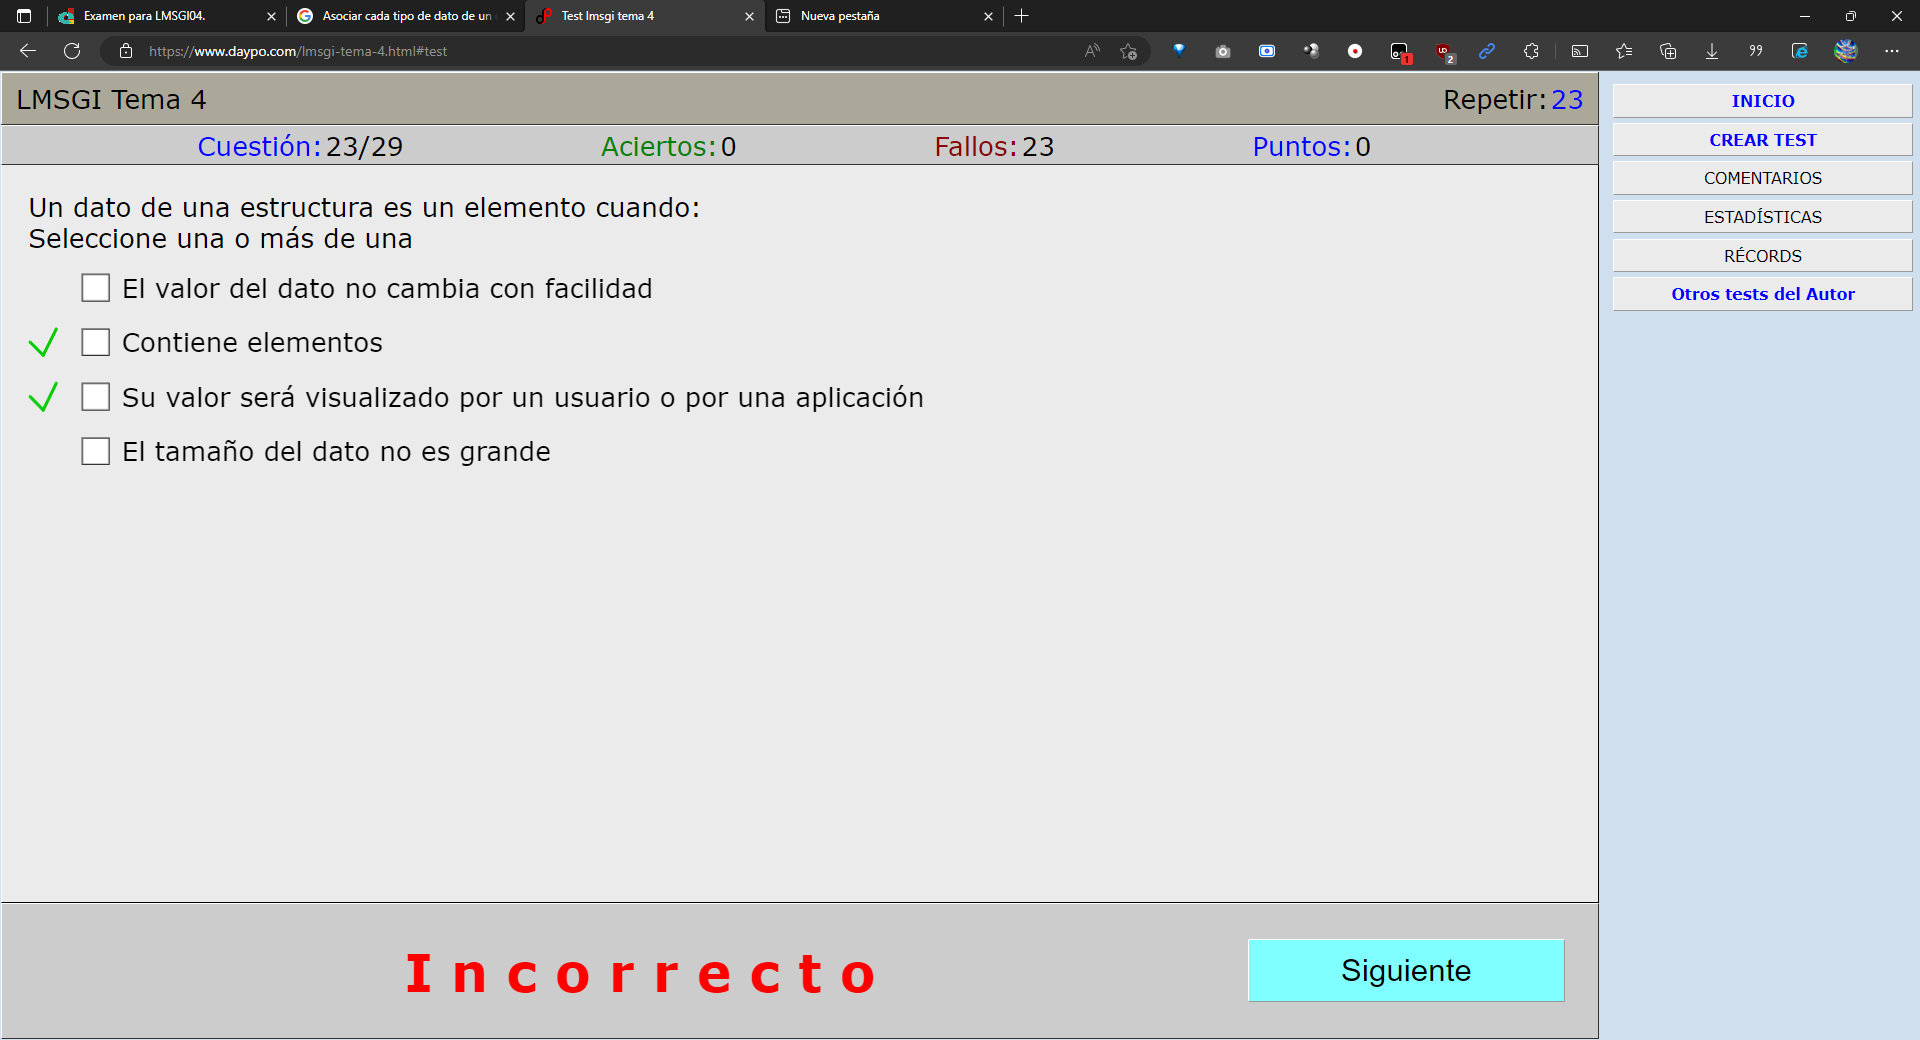 Examen para LMSGI04.
Asociar cada tipo de dato de un
Test lmsgi tema 4
Nueva pestaña
https://www.daypo.com/lmsgi-tema-4.html#test
1
2
LMSGI Tema 4
Repetir:23
Cuestión:23/29
Aciertos:0
Fallos:23
Puntos:0
Un dato de una estructura es un elemento cuando:
Seleccione una o más de una
El valor del dato no cambia con facilidad
Contiene elementos
Su valor será visualizado por un usuario o por una aplicación
El tamaño del dato no es grande
Incorrecto
Siguiente
INICIO
CREAR TEST
COMENTARIOS
ESTADÍSTICAS
RÉCORDS
Otros tests del Autor